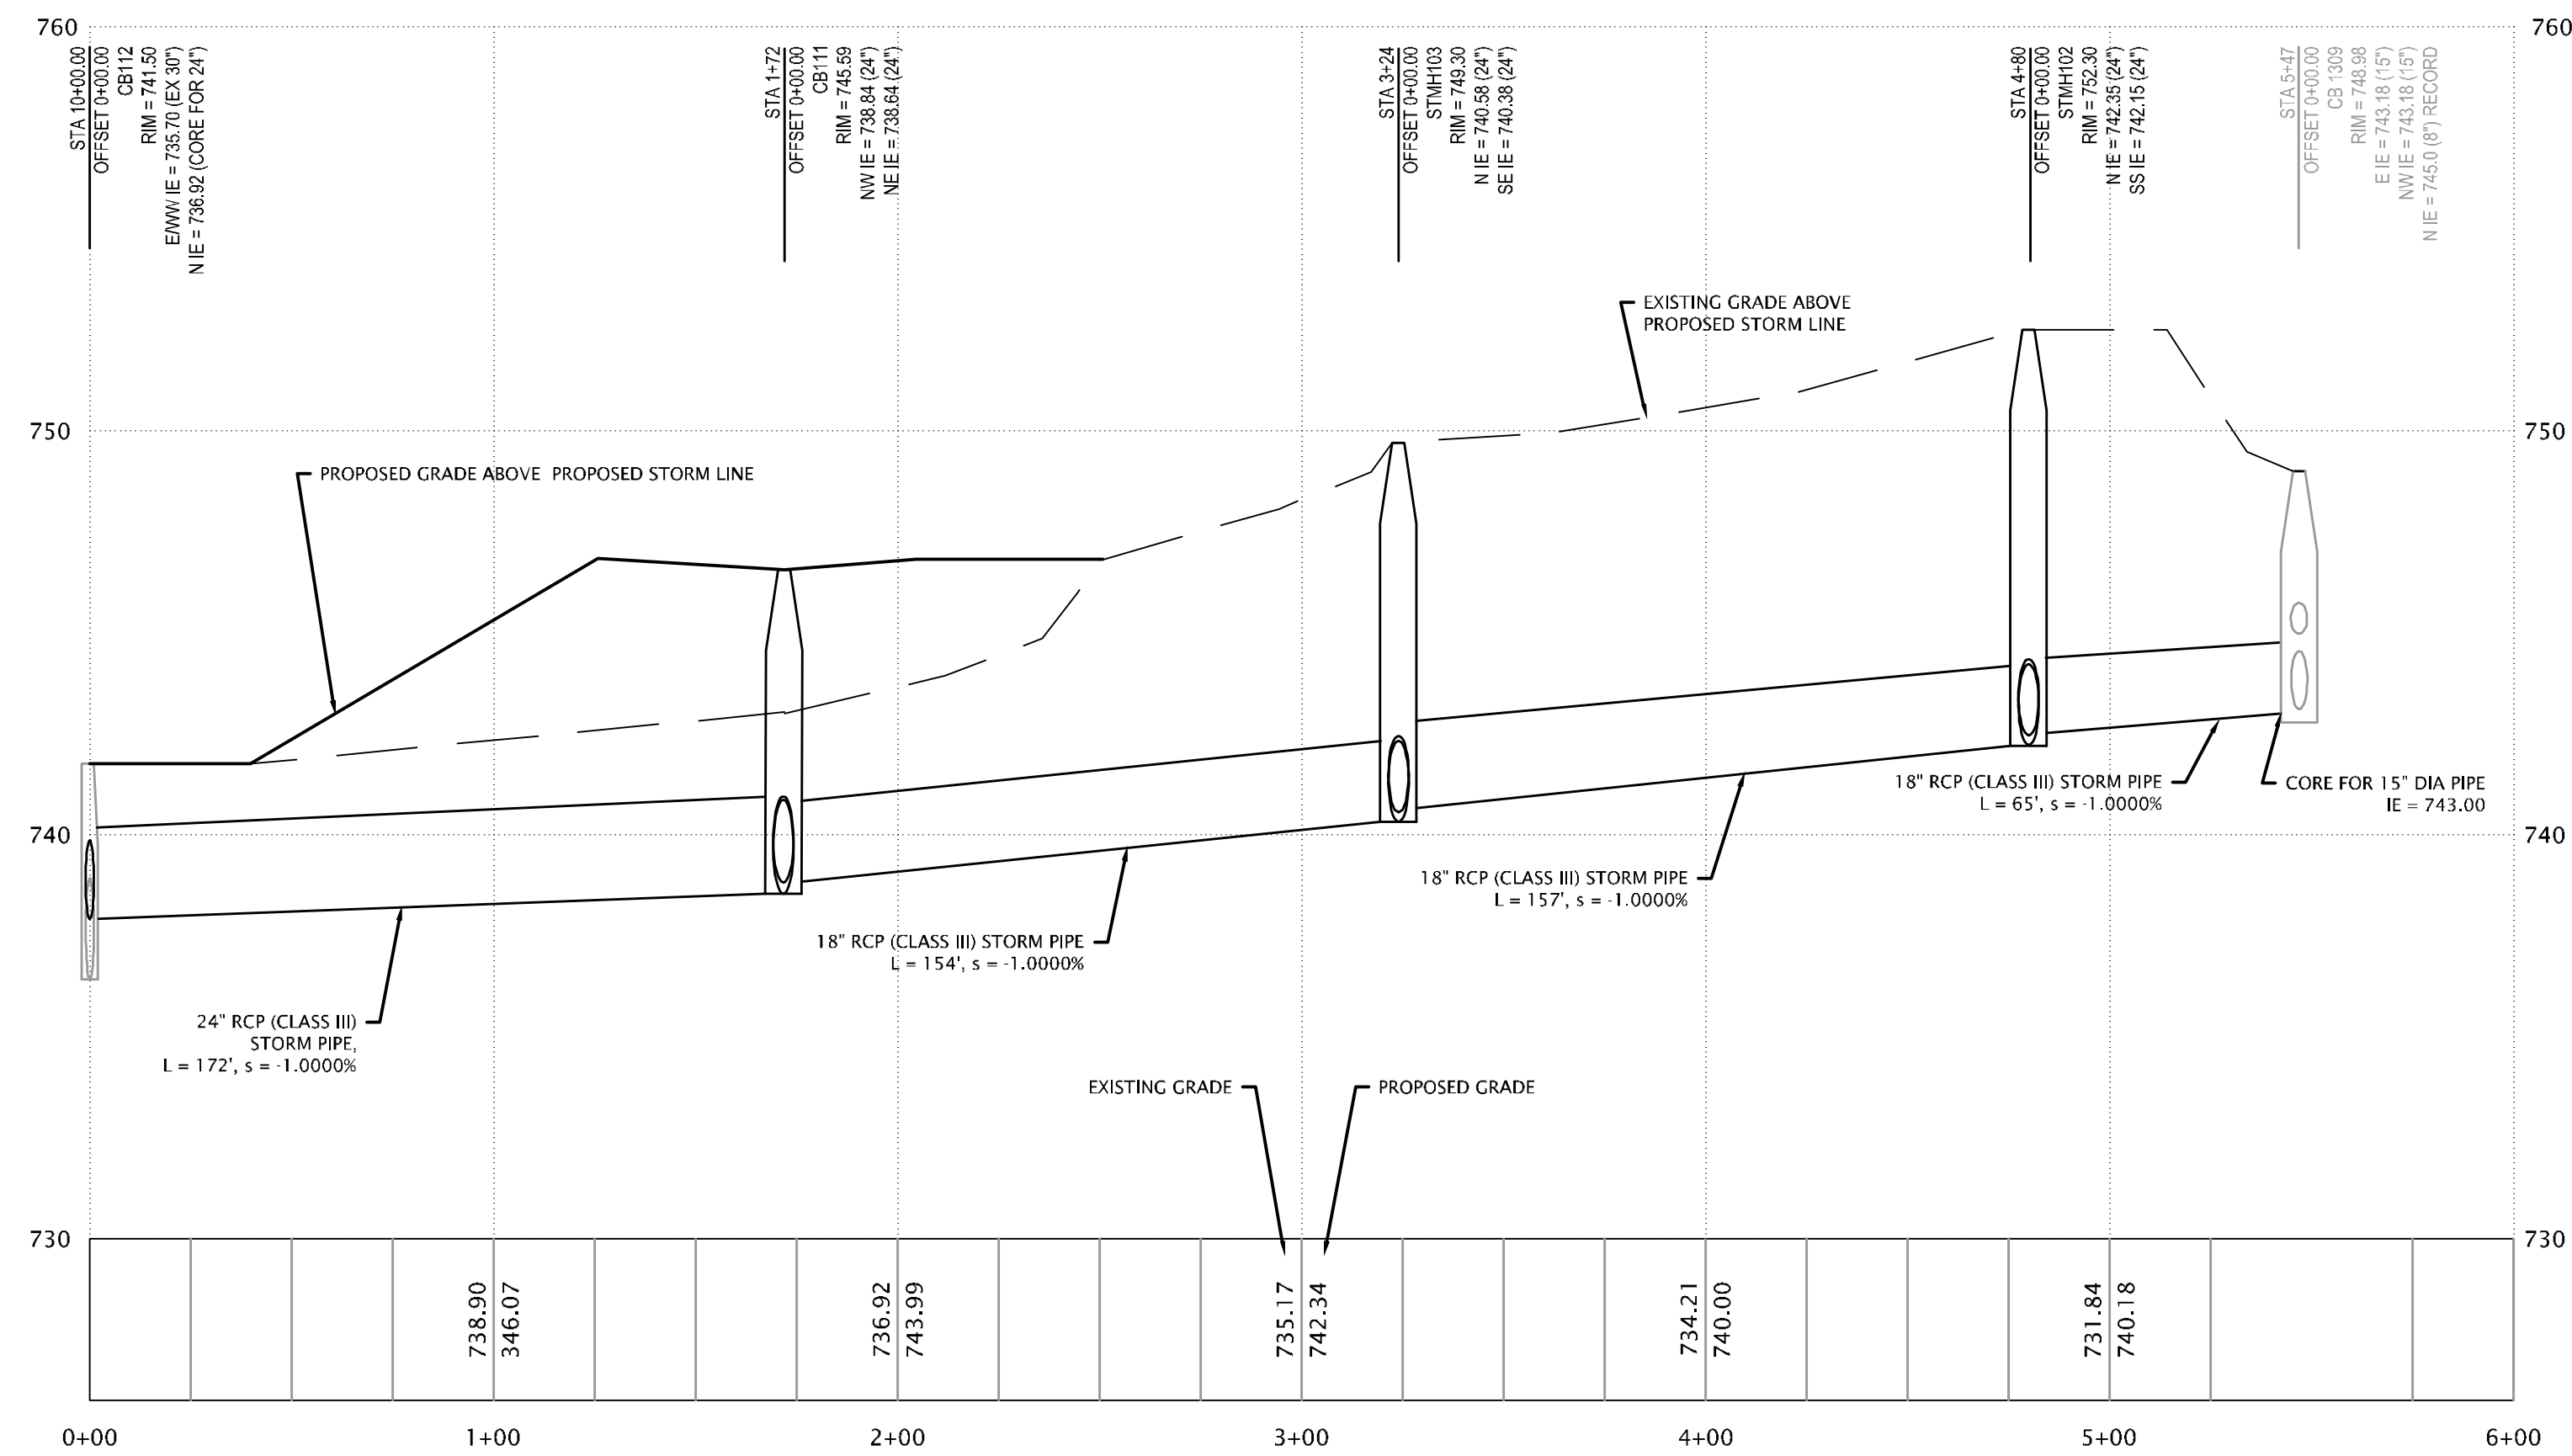 760
760
STA 10+00.00
OFFSET 0+00.00
CB112
RIM = 741.50
E/WW IE = 735.70 (EX 30")
N IE = 736.92 (CORE FOR 24")
STA 1+72
OFFSET 0+00.00
CB111
RIM = 745.59
NW IE = 738.84 (24")
NE IE = 738.64 (24")
STA 3+24
OFFSET 0+00.00
STMH103
RIM = 749.30
N IE = 740.58 (24")
SE IE = 740.38 (24")
STA 4+80
OFFSET 0+00.00
STMH102
RIM = 752.30
N IE = 742.35 (24")
SS IE = 742.15 (24")
STA 5+47
OFFSET 0+00.00
CB 1309
RIM = 748.98
E IE = 743.18 (15")
NW IE = 743.18 (15")
N IE = 745.0 (8") RECORD
EXISTING GRADE ABOVE
PROPOSED STORM LINE
750
750
PROPOSED GRADE ABOVE PROPOSED STORM LINE
18" RCP (CLASS III) STORM PIPE
L = 65', s = -1.0000%
CORE FOR 15" DIA PIPE
IE = 743.00
740
740
18" RCP (CLASS III) STORM PIPE
L = 157', s = -1.0000%
18" RCP (CLASS III) STORM PIPE
L = 154', s = -1.0000%
24" RCP (CLASS III)
STORM PIPE,
L = 172', s = -1.0000%
EXISTING GRADE
PROPOSED GRADE
730
730
738.90
346.07
736.92
743.99
735.17
742.34
734.21
740.00
731.84
740.18
0+00
1+00
2+00
3+00
4+00
5+00
6+00